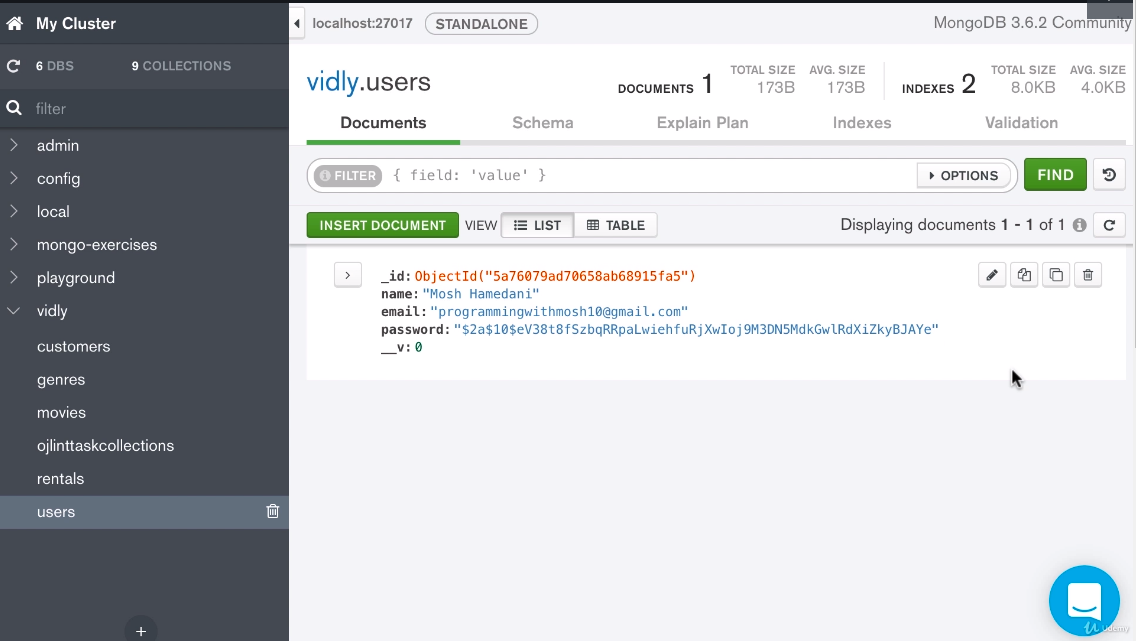 My Cluster
localhost:27017 STANDALONE MongoDB 3.6.2 Community
6 DBS 9 COLLECTIONS
filter
admin
config
local
mongo-exercises
playground
vidly
customers
genres
movies
ojlinttaskcollections
rentals
users
vidly.users
DOCUMENTS 1 TOTAL SIZE 173B AVG. SIZE 173B INDEXES 2 TOTAL SIZE 8.0KB AVG. SIZE 4.0KB
Documents Schema Explain Plan Indexes Validation
FILTER { field: 'value' } OPTIONS FIND
INSERT DOCUMENT VIEW LIST TABLE Displaying documents 1 - 1 of 1
_id: ObjectId("5a76079ad70658ab68915fa5")
name: "Mosh Hamedani"
email: "programmingwithmosh10@gmail.com"
password: "$2a$10$eV38t8fSzbqRRpaLwiehfuRjXwIoj9M3DN5MdkGwlRdXiZkyBJAYe"
__v: 0
Udemy